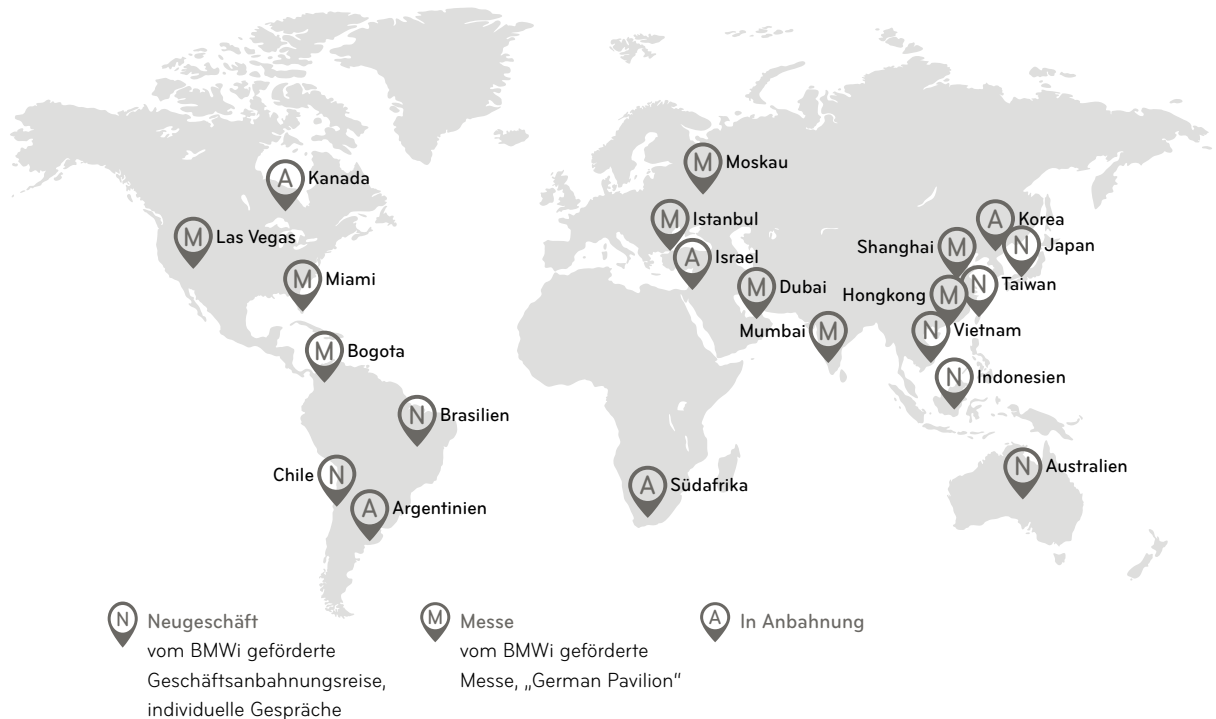 M Moskau
A Kanada
M Istanbul
A Korea
M Las Vegas
Shanghai M
N Japan
A Israel
M Miami
M Dubai
N Taiwan
Hongkong M
Mumbai M
N Vietnam
M Bogota
N Indonesien
N Brasilien
N Australien
Chile N
A Südafrika
A Argentinien
N Neugeschäft
vom BMWi geförderte
Geschäftsanbahnungsreise,
individuelle Gespräche
M Messe
vom BMWi geförderte
Messe, „German Pavilion“
A In Anbahnung